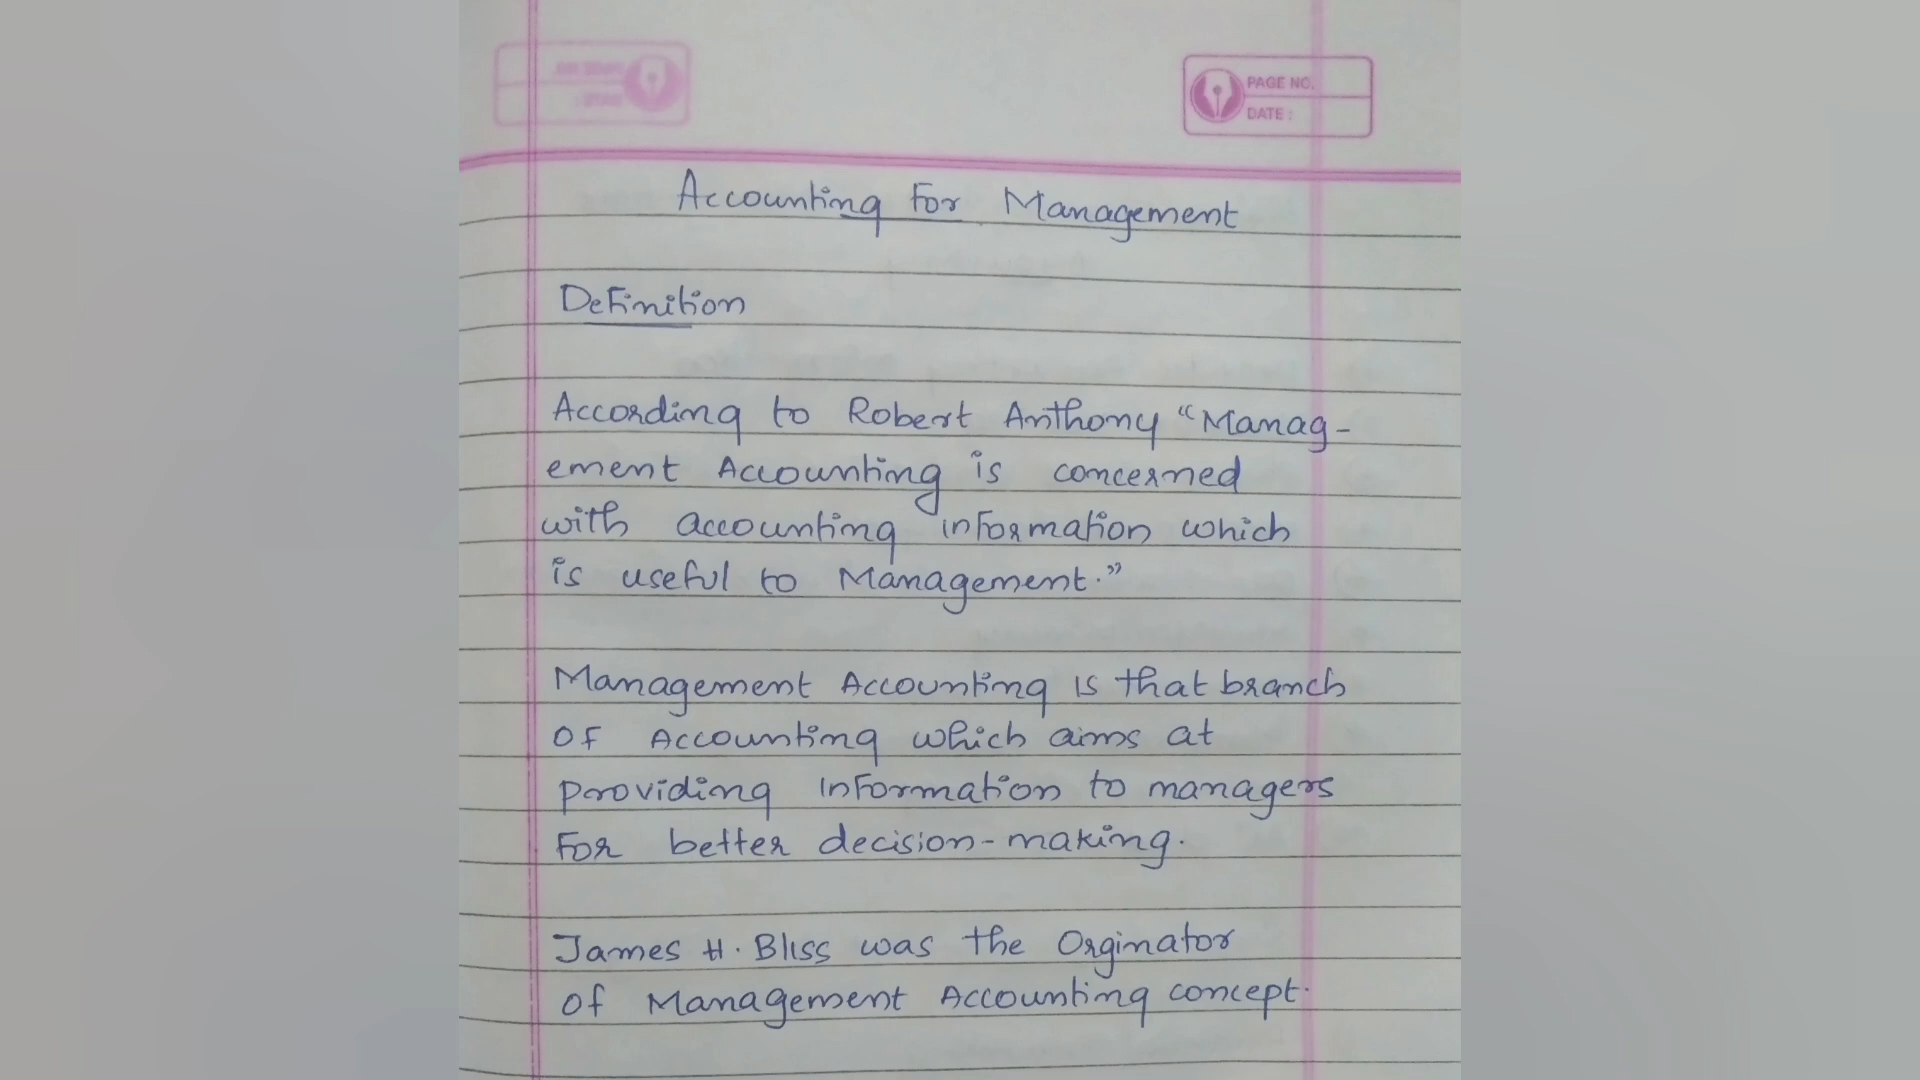 PAGE NO.
DATE :
Accounting For Management
Definition
According to Robert Anthony "Manag-
ement Accounting is concerned
with accounting information which
is useful to Management."
Management Accounting is that branch
of Accounting which aims at
providing information to managers
For better decision-making.
James H. Bliss was the Orginator
of Management Accounting concept.